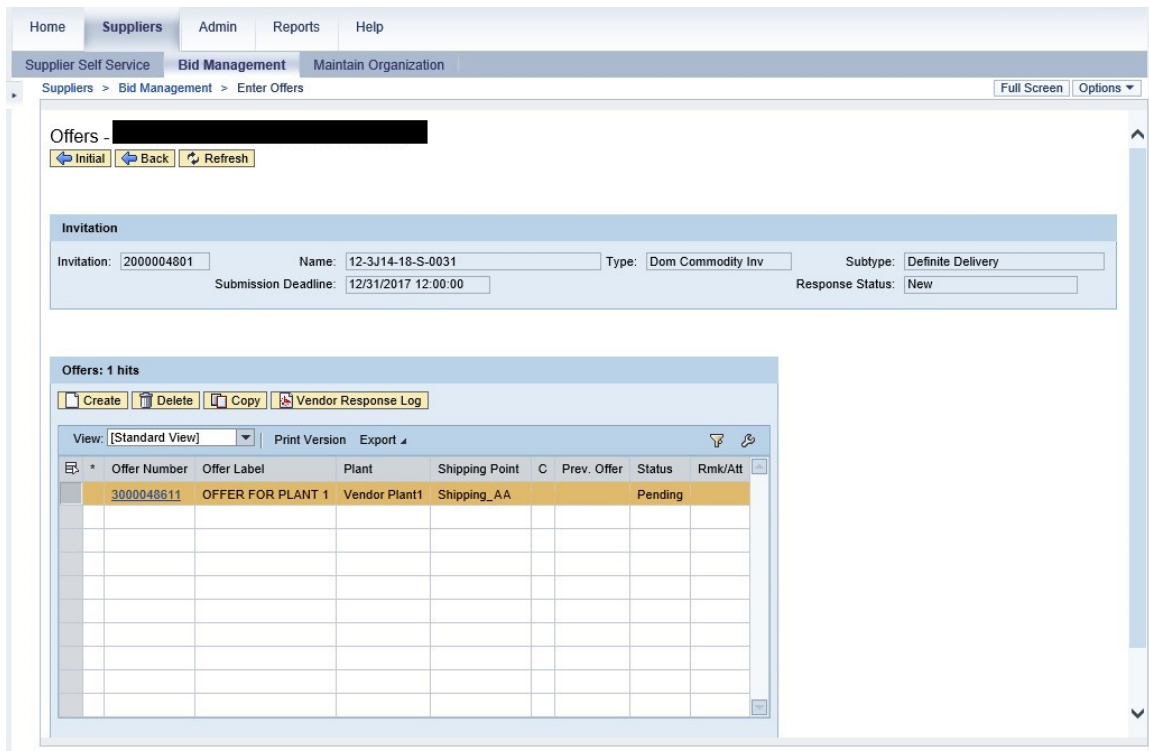 Home Suppliers Admin Reports Help
Supplier Self Service Bid Management Maintain Organization
Suppliers > Bid Management > Enter Offers Full Screen Options
Offers -
Initial Back Refresh
Invitation
Invitation: 2000004801 Name: 12-3J14-18-S-0031 Type: Dom Commodity Inv Subtype: Definite Delivery
Submission Deadline: 12/31/2017 12:00:00 Response Status: New
Offers: 1 hits
Create Delete Copy Vendor Response Log
View: [Standard View] Print Version Export
* Offer Number Offer Label Plant Shipping Point C Prev. Offer Status Rmk/Att
3000048611 OFFER FOR PLANT 1 Vendor Plant1 Shipping_AA Pending